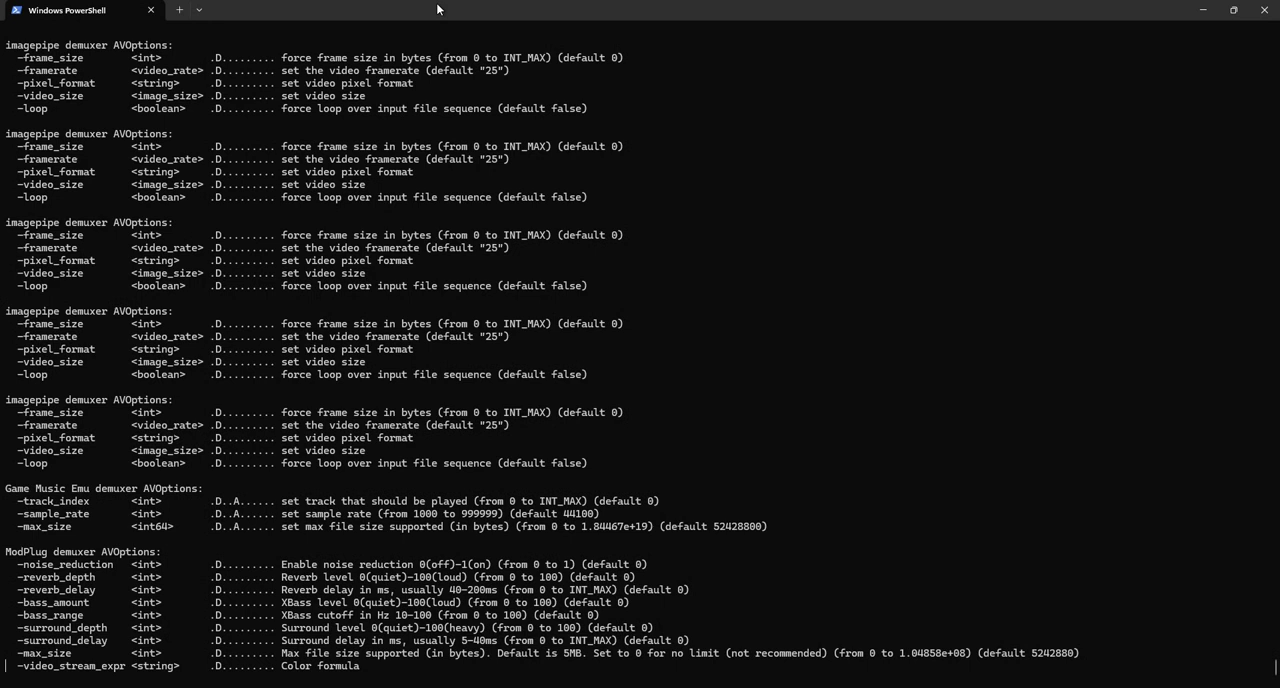 Windows PowerShell
imagepipe demuxer AVOptions:
-frame_size <int> .D......... force frame size in bytes (from 0 to INT_MAX) (default 0)
-framerate <video_rate> .D......... set the video framerate (default "25")
-pixel_format <string> .D......... set video pixel format
-video_size <image_size> .D......... set video size
-loop <boolean> .D......... force loop over input file sequence (default false)
imagepipe demuxer AVOptions:
-frame_size <int> .D......... force frame size in bytes (from 0 to INT_MAX) (default 0)
-framerate <video_rate> .D......... set the video framerate (default "25")
-pixel_format <string> .D......... set video pixel format
-video_size <image_size> .D......... set video size
-loop <boolean> .D......... force loop over input file sequence (default false)
imagepipe demuxer AVOptions:
-frame_size <int> .D......... force frame size in bytes (from 0 to INT_MAX) (default 0)
-framerate <video_rate> .D......... set the video framerate (default "25")
-pixel_format <string> .D......... set video pixel format
-video_size <image_size> .D......... set video size
-loop <boolean> .D......... force loop over input file sequence (default false)
imagepipe demuxer AVOptions:
-frame_size <int> .D......... force frame size in bytes (from 0 to INT_MAX) (default 0)
-framerate <video_rate> .D......... set the video framerate (default "25")
-pixel_format <string> .D......... set video pixel format
-video_size <image_size> .D......... set video size
-loop <boolean> .D......... force loop over input file sequence (default false)
imagepipe demuxer AVOptions:
-frame_size <int> .D......... force frame size in bytes (from 0 to INT_MAX) (default 0)
-framerate <video_rate> .D......... set the video framerate (default "25")
-pixel_format <string> .D......... set video pixel format
-video_size <image_size> .D......... set video size
-loop <boolean> .D......... force loop over input file sequence (default false)
Game Music Emu demuxer AVOptions:
-track_index <int> .D..A...... set track that should be played (from 0 to INT_MAX) (default 0)
-sample_rate <int> .D..A...... set sample rate (from 1000 to 999999) (default 44100)
-max_size <int64> .D..A...... set max file size supported (in bytes) (from 0 to 1.84467e+19) (default 52428800)
ModPlug demuxer AVOptions:
-noise_reduction <int> .D......... Enable noise reduction 0(off)-1(on) (from 0 to 1) (default 0)
-reverb_depth <int> .D......... Reverb level 0(quiet)-100(loud) (from 0 to 100) (default 0)
-reverb_delay <int> .D......... Reverb delay in ms, usually 40-200ms (from 0 to INT_MAX) (default 0)
-bass_amount <int> .D......... XBass level 0(quiet)-100(loud) (from 0 to 100) (default 0)
-bass_range <int> .D......... XBass cutoff in Hz 10-100 (from 0 to 100) (default 0)
-surround_depth <int> .D......... Surround level 0(quiet)-100(heavy) (from 0 to 100) (default 0)
-surround_delay <int> .D......... Surround delay in ms, usually 5-40ms (from 0 to INT_MAX) (default 0)
-max_size <int> .D......... Max file size supported (in bytes). Default is 5MB. Set to 0 for no limit (not recommended) (from 0 to 1.04858e+08) (default 5242880)
-video_stream_expr <string> .D......... Color formula